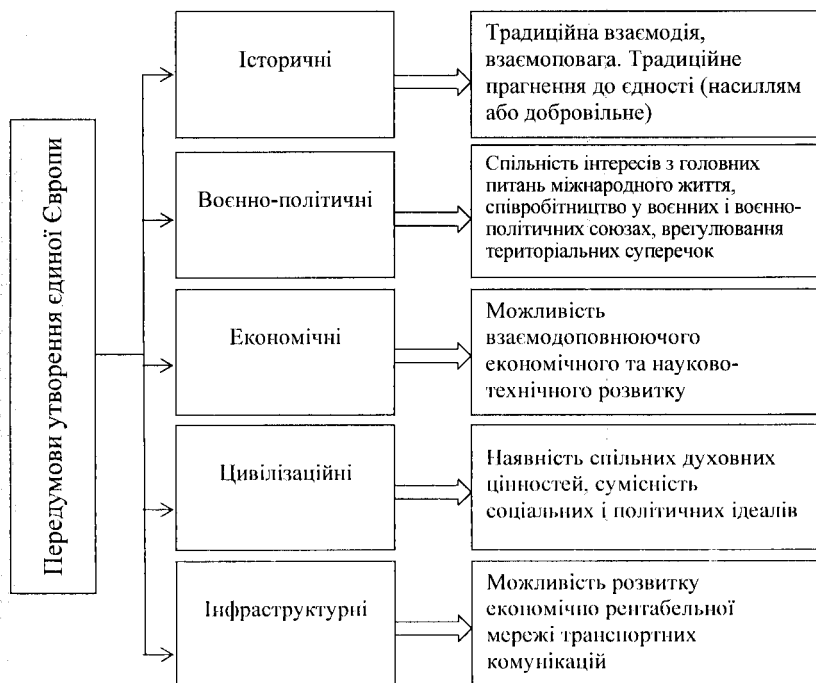 Передумови утворення єдиної Європи
Історичні
Традиційна взаємодія,
взаємоповага. Традиційне
прагнення до єдності (насиллям
або добровільне)
Воєнно-політичні
Спільність інтересів з головних
питань міжнародного життя,
співробітництво у воєнних і воєнно-
політичних союзах, врегулювання
територіальних суперечок
Економічні
Можливість
взаємодоповнюючого
економічного та науково-
технічного розвитку
Цивілізаційні
Наявність спільних духовних
цінностей, сумісність
соціальних і політичних ідеалів
Інфраструктурні
Можливість розвитку
економічно рентабельної
мережі транспортних
комунікацій